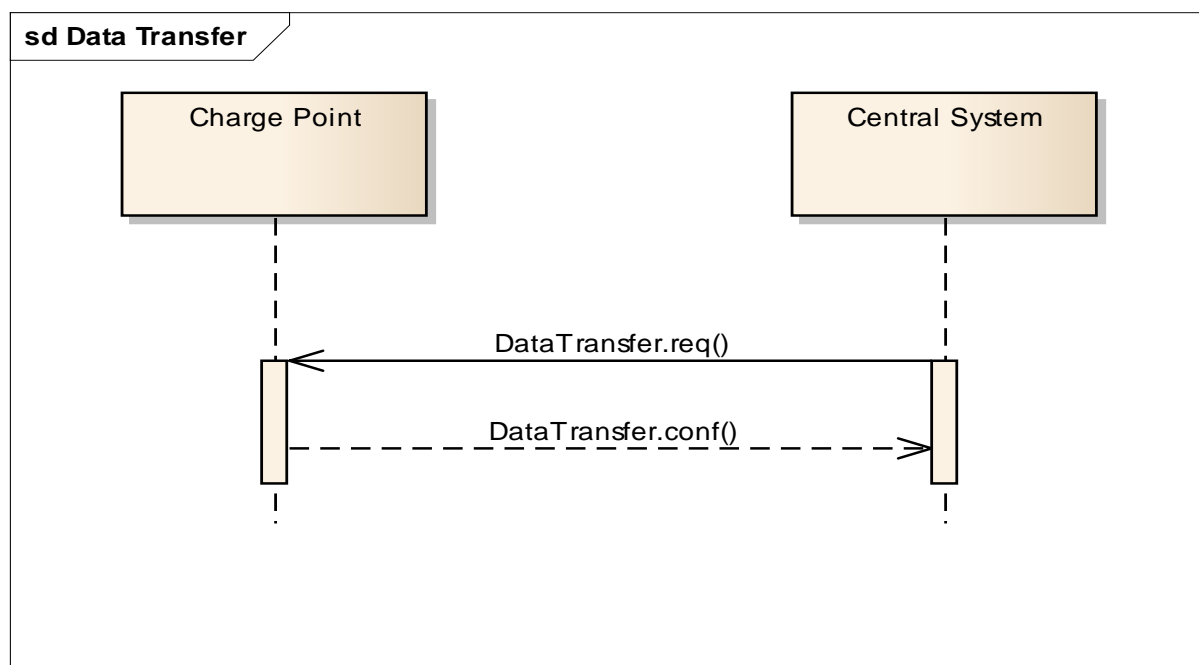 sd Data Transfer
Charge Point
Central System
DataTransfer.req()
DataTransfer.conf()